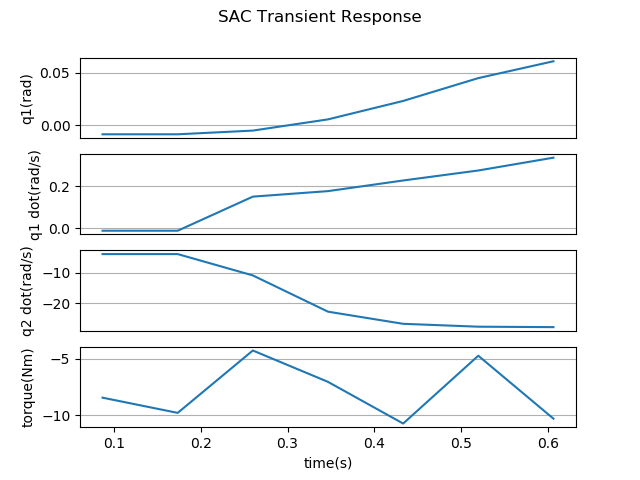 SAC Transient Response
q1(rad)
0.05
0.00
q1 dot(rad/s)
0.2
0.0
q2 dot(rad/s)
−10
−20
torque(Nm)
−5
−10
0.1 0.2 0.3 0.4 0.5 0.6
time(s)